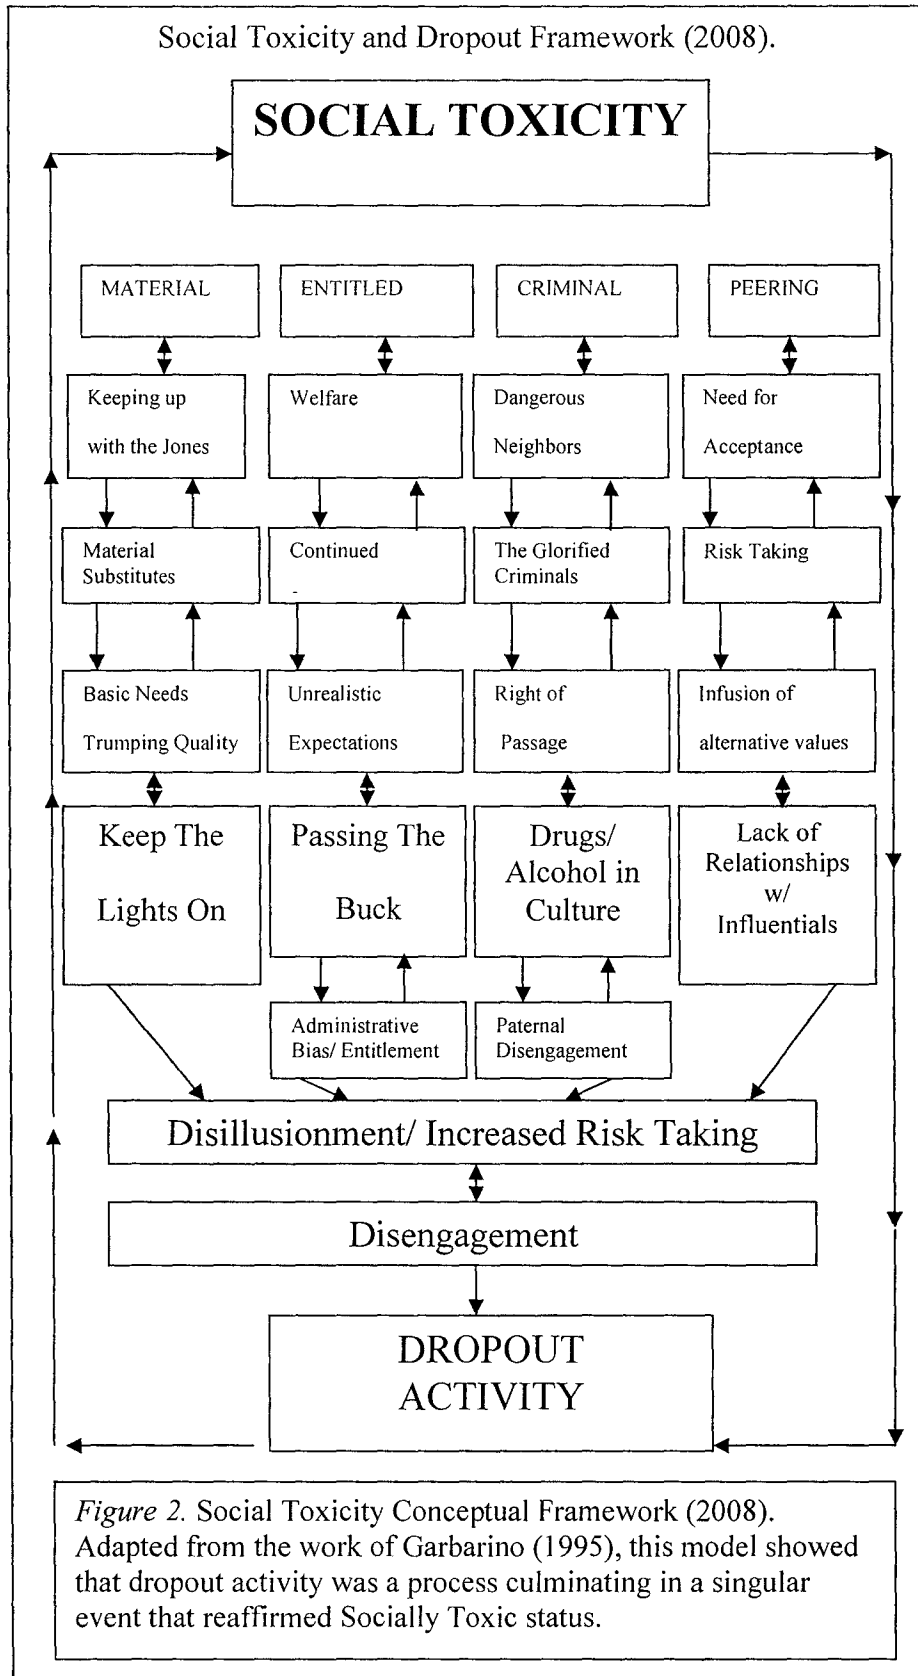 Social Toxicity and Dropout Framework (2008).
SOCIAL TOXICITY
MATERIAL
ENTITLED
CRIMINAL
PEERING
Keeping up
with the Jones
Welfare
Dangerous
Neighbors
Need for
Acceptance
Material
Substitutes
Continued
The Glorified
Criminals
Risk Taking
Basic Needs
Trumping Quality
Unrealistic
Expectations
Right of
Passage
Infusion of
alternative values
Keep The
Lights On
Passing The
Buck
Drugs/
Alcohol in
Culture
Lack of
Relationships
w/
Influentials
Administrative
Bias/ Entitlement
Paternal
Disengagement
Disillusionment/ Increased Risk Taking
Disengagement
DROPOUT
ACTIVITY
Figure 2. Social Toxicity Conceptual Framework (2008).
Adapted from the work of Garbarino (1995), this model showed
that dropout activity was a process culminating in a singular
event that reaffirmed Socially Toxic status.